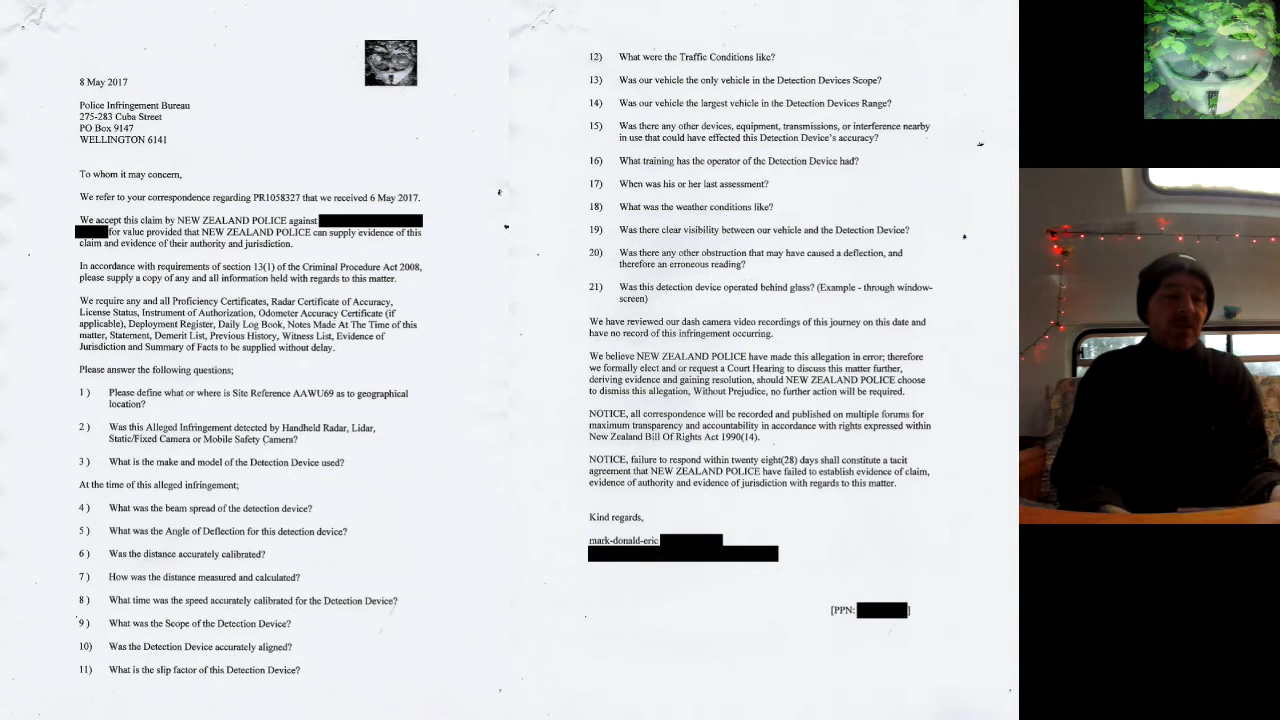 8 May 2017
Police Infringement Bureau
275-283 Cuba Street
PO Box 9147
WELLINGTON 6141
To whom it may concern,
We refer to your correspondence regarding PR1058327 that we received 6 May 2017.
We accept this claim by NEW ZEALAND POLICE against
for value provided that NEW ZEALAND POLICE can supply evidence of this
claim and evidence of their authority and jurisdiction.
In accordance with requirements of section 13(1) of the Criminal Procedure Act 2008,
please supply a copy of any and all information held with regards to this matter.
We require any and all Proficiency Certificates, Radar Certificate of Accuracy,
License Status, Instrument of Authorization, Odometer Accuracy Certificate (if
applicable), Deployment Register, Daily Log Book, Notes Made At The Time of this
matter, Statement, Demerit List, Previous History, Witness List, Evidence of
Jurisdiction and Summary of Facts to be supplied without delay.
Please answer the following questions;
1 ) Please define what or where is Site Reference AAWU69 as to geographical
location?
2 ) Was this Alleged Infringement detected by Handheld Radar, Lidar,
Static/Fixed Camera or Mobile Safety Camera?
3 ) What is the make and model of the Detection Device used?
At the time of this alleged infringement;
4 ) What was the beam spread of the detection device?
5 ) What was the Angle of Deflection for this detection device?
6 ) Was the distance accurately calibrated?
7 ) How was the distance measured and calculated?
8 ) What time was the speed accurately calibrated for the Detection Device?
9 ) What was the Scope of the Detection Device?
10) Was the Detection Device accurately aligned?
11) What is the slip factor of this Detection Device?
12) What were the Traffic Conditions like?
13) Was our vehicle the only vehicle in the Detection Devices Scope?
14) Was our vehicle the largest vehicle in the Detection Devices Range?
15) Was there any other devices, equipment, transmissions, or interference nearby
in use that could have effected this Detection Device's accuracy?
16) What training has the operator of the Detection Device had?
17) When was his or her last assessment?
18) What was the weather conditions like?
19) Was there clear visibility between our vehicle and the Detection Device?
20) Was there any other obstruction that may have caused a deflection, and
therefore an erroneous reading?
21) Was this detection device operated behind glass? (Example - through window-
screen)
We have reviewed our dash camera video recordings of this journey on this date and
have no record of this infringement occurring.
We believe NEW ZEALAND POLICE have made this allegation in error; therefore
we formally elect and or request a Court Hearing to discuss this matter further,
deriving evidence and gaining resolution, should NEW ZEALAND POLICE choose
to dismiss this allegation, Without Prejudice, no further action will be required.
NOTICE, all correspondence will be recorded and published on multiple forums for
maximum transparency and accountability in accordance with rights expressed within
New Zealand Bill Of Rights Act 1990(14).
NOTICE, failure to respond within twenty eight(28) days shall constitute a tacit
agreement that NEW ZEALAND POLICE have failed to establish evidence of claim,
evidence of authority and evidence of jurisdiction with regards to this matter.
Kind regards,
mark-donald-eric
[PPN: ]